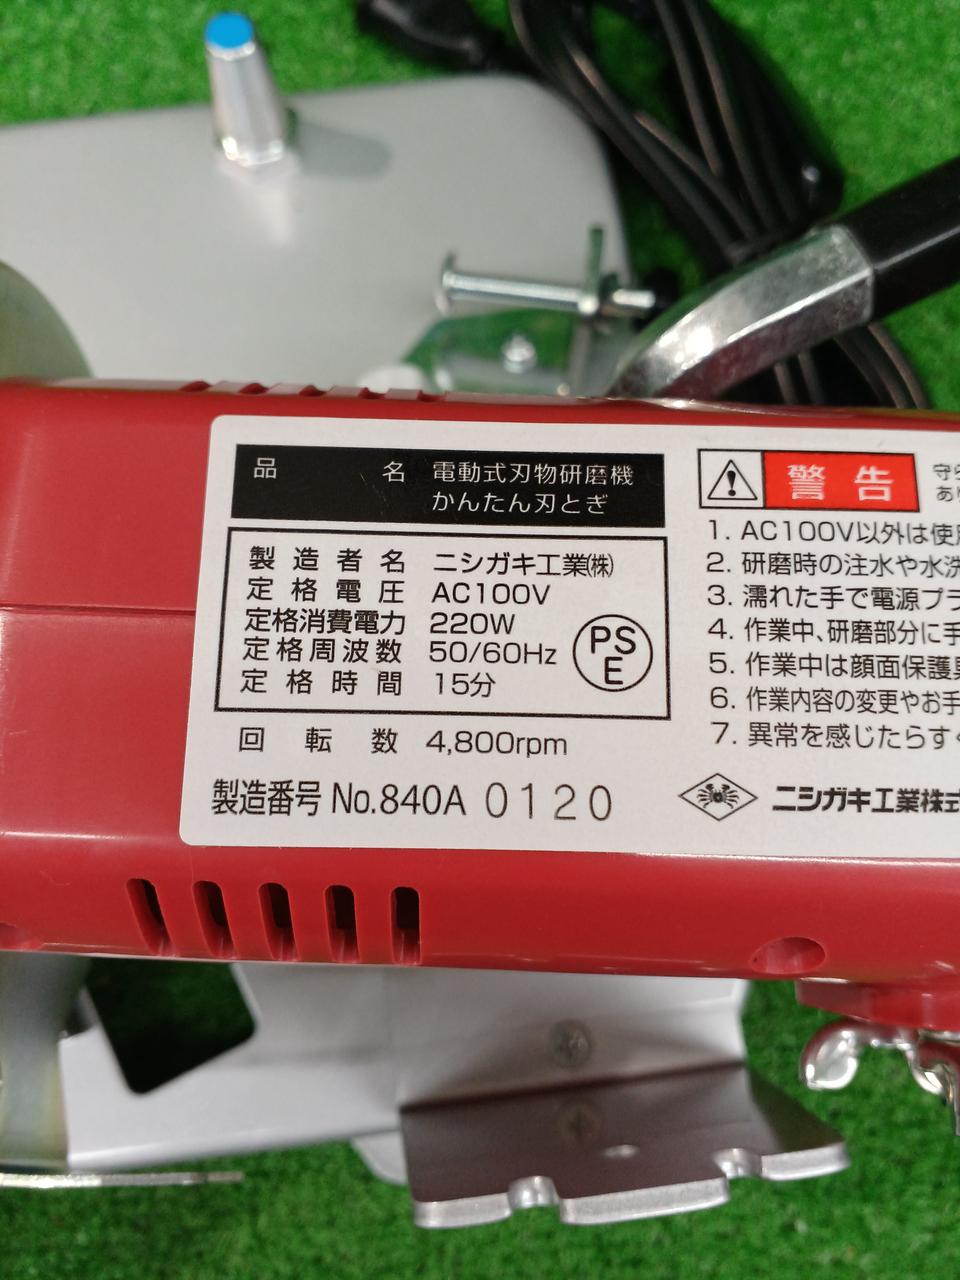 品名 電動式刃物研磨機
かんたん刃とぎ
製造者名 ニシガキ工業㈱
定格電圧 AC100V
定格消費電力 220W
定格周波数 50/60Hz
定格時間 15分
PS
E
回転数 4,800rpm
製造番号 No.840A 0120
警告
守ら
あり
1. AC100V以外は使用
2. 研磨時の注水や水洗
3. 濡れた手で電源プラ
4. 作業中、研磨部分に手
5. 作業中は顔面保護具
6. 作業内容の変更やお手
7. 異常を感じたらすぐ
ニシガキ工業株式